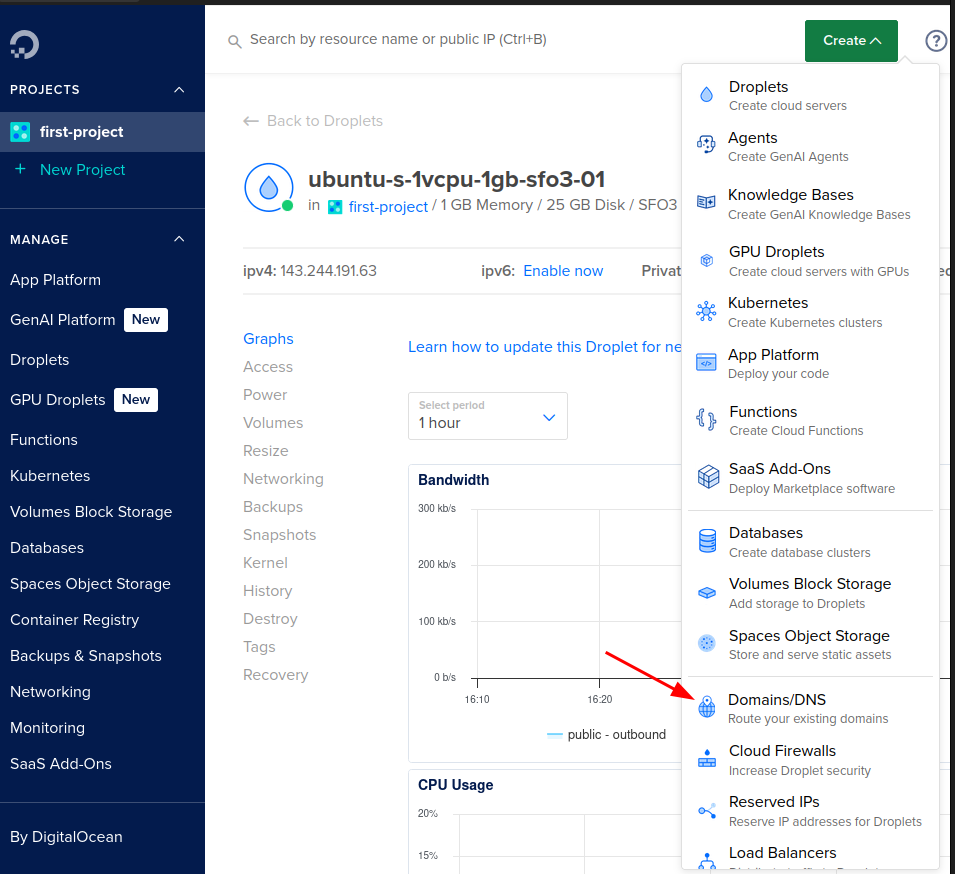 Search by resource name or public IP (Ctrl+B)
Create
?
PROJECTS
first-project
+ New Project
MANAGE
App Platform
GenAI Platform New
Droplets
GPU Droplets New
Functions
Kubernetes
Volumes Block Storage
Databases
Spaces Object Storage
Container Registry
Backups & Snapshots
Networking
Monitoring
SaaS Add-Ons
By DigitalOcean
← Back to Droplets
ubuntu-s-1vcpu-1gb-sfo3-01
in first-project / 1 GB Memory / 25 GB Disk / SFO3
ipv4: 143.244.191.63 ipv6: Enable now
Graphs
Access
Power
Volumes
Resize
Networking
Backups
Snapshots
Kernel
History
Destroy
Tags
Recovery
Learn how to update this Droplet for
Select period
1 hour
Bandwidth
300 kb/s
200 kb/s
100 kb/s
0 b/s
16:10 16:20
public - outbound
CPU Usage
20%
15%
Droplets
Create cloud servers
Agents
Create GenAI Agents
Knowledge Bases
Create GenAI Knowledge Bases
GPU Droplets
Create cloud servers with GPUs
Kubernetes
Create Kubernetes clusters
App Platform
Deploy your code
Functions
Create Cloud Functions
SaaS Add-Ons
Deploy Marketplace software
Databases
Create database clusters
Volumes Block Storage
Add storage to Droplets
Spaces Object Storage
Store and serve static assets
Domains/DNS
Route your existing domains
Cloud Firewalls
Increase Droplet security
Reserved IPs
Reserve IP addresses for Droplets
Load Balancers